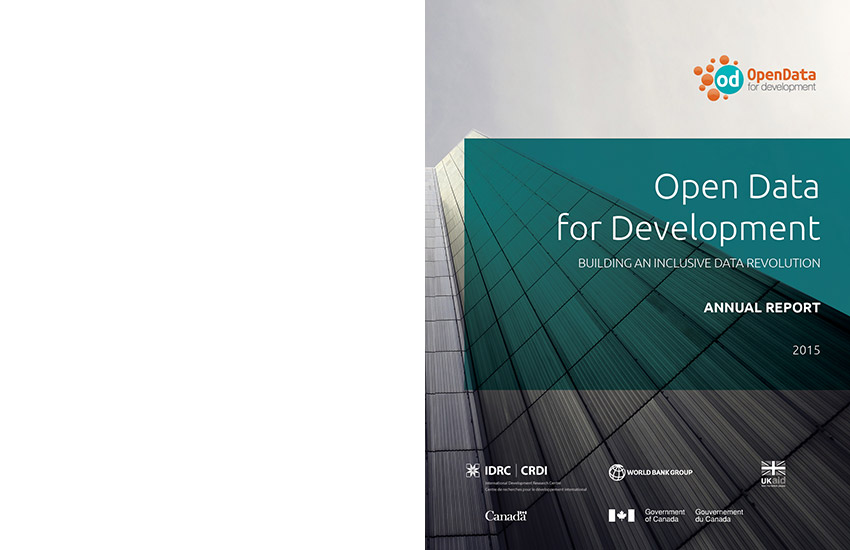 od OpenData
for development
Open Data
for Development
BUILDING AN INCLUSIVE DATA REVOLUTION
ANNUAL REPORT
2015
IDRC | CRDI
International Development Research Center
Centre de recherches pour le développement international
WORLD BANK GROUP
UKaid
Canada
Government of Canada
Gouvernement du Canada